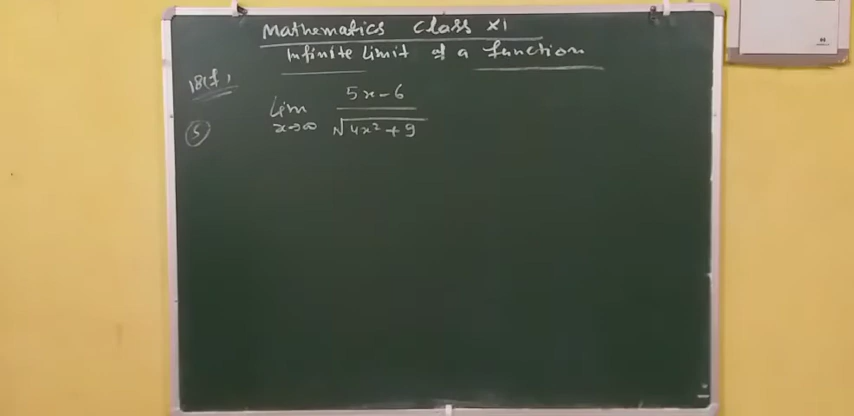 Mathematics Class XI
Infinite Limit of a function
18(f)
lim x→∞ (5x-6)/√(4x²+9)
(5)